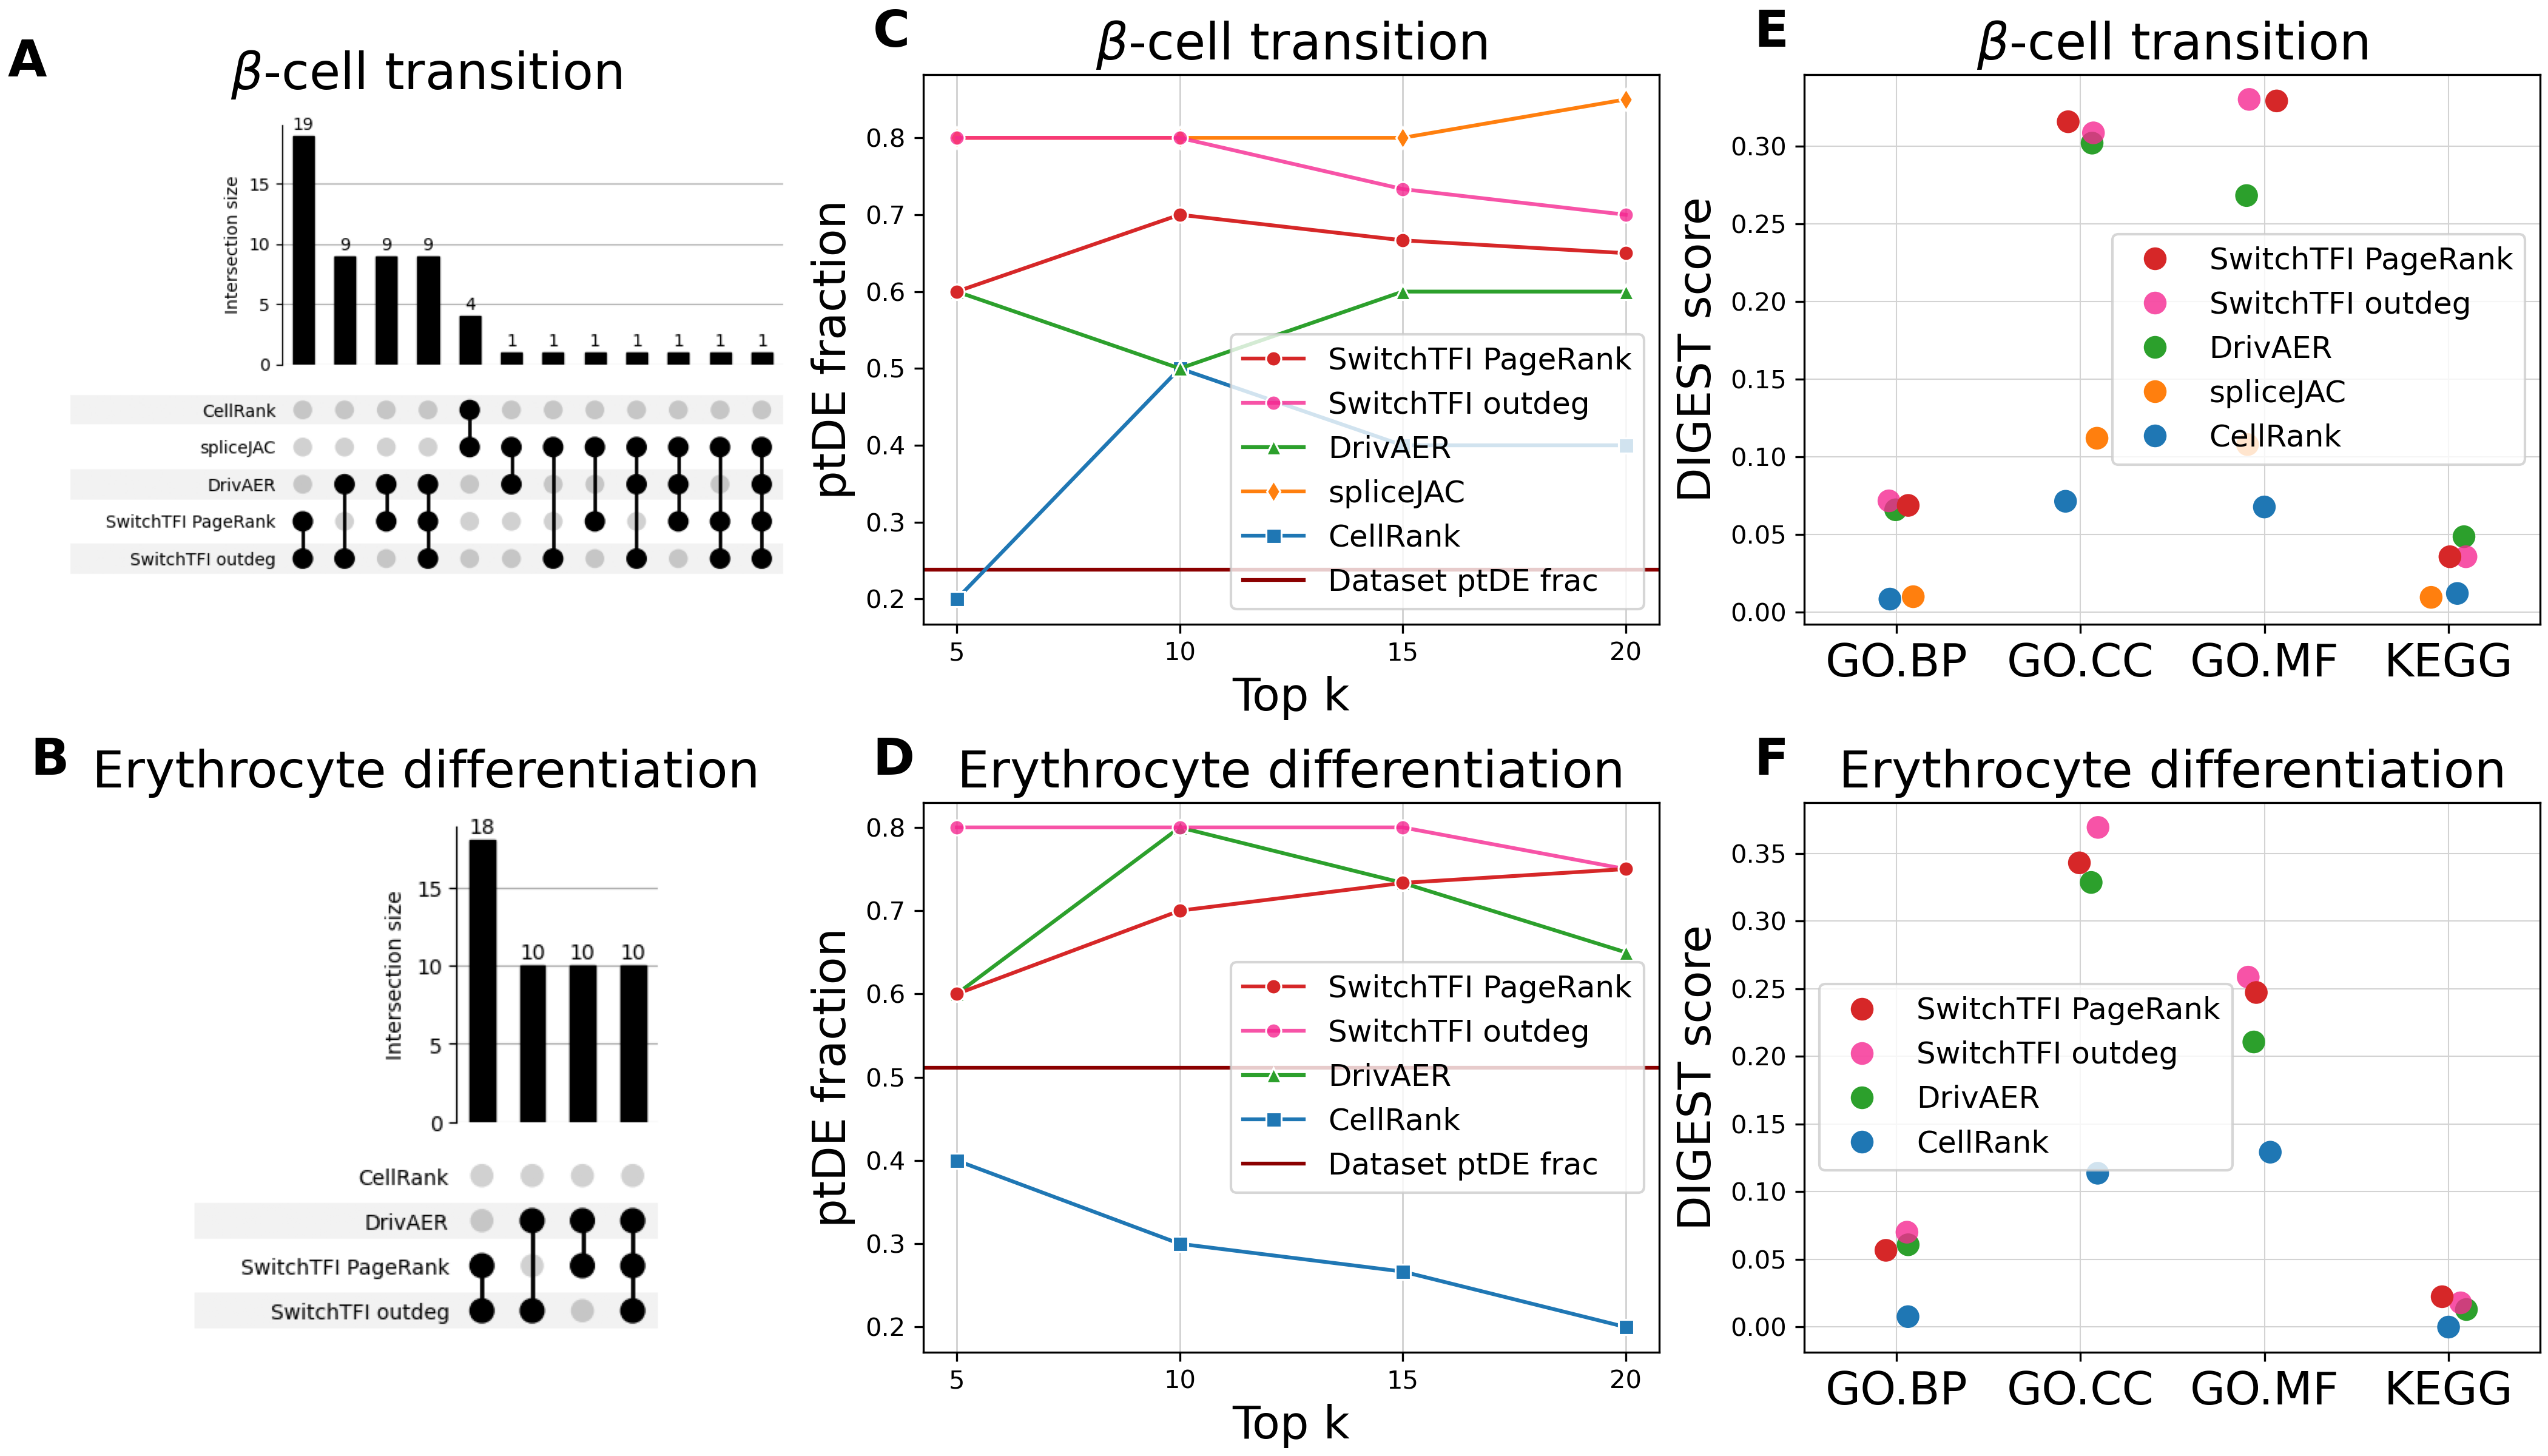 A
β-cell transition
19
9
9
9
4
1
1
1
1
1
1
1
Intersection size
15
10
5
0
CellRank
spliceJAC
DrivAER
SwitchTFI PageRank
SwitchTFI outdeg
B
Erythrocyte differentiation
18
10
10
10
Intersection size
15
10
5
0
CellRank
DrivAER
SwitchTFI PageRank
SwitchTFI outdeg
C
β-cell transition
ptDE fraction
0.8
0.7
0.6
0.5
0.4
0.3
0.2
SwitchTFI PageRank
SwitchTFI outdeg
DrivAER
spliceJAC
CellRank
Dataset ptDE frac
5
10
15
20
Top k
D
Erythrocyte differentiation
ptDE fraction
0.8
0.7
0.6
0.5
0.4
0.3
0.2
SwitchTFI PageRank
SwitchTFI outdeg
DrivAER
CellRank
Dataset ptDE frac
5
10
15
20
Top k
E
β-cell transition
DIGEST score
0.30
0.25
0.20
0.15
0.10
0.05
0.00
SwitchTFI PageRank
SwitchTFI outdeg
DrivAER
spliceJAC
CellRank
GO.BP
GO.CC
GO.MF
KEGG
F
Erythrocyte differentiation
DIGEST score
0.35
0.30
0.25
0.20
0.15
0.10
0.05
0.00
SwitchTFI PageRank
SwitchTFI outdeg
DrivAER
CellRank
GO.BP
GO.CC
GO.MF
KEGG